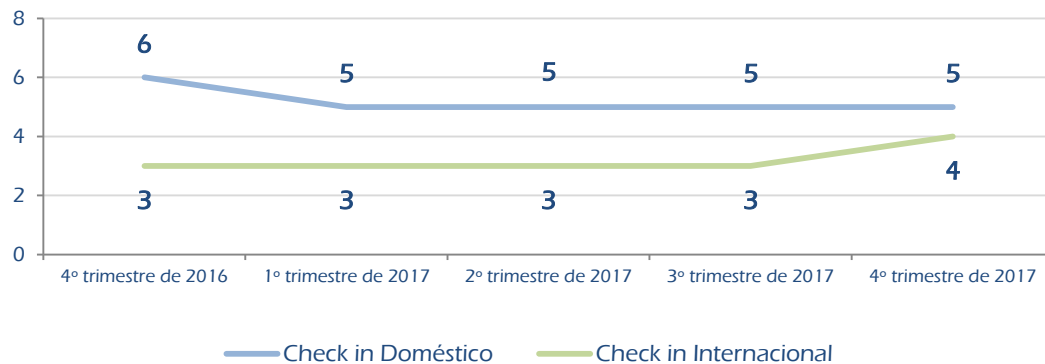 8
6
4
2
0
6
5
5
5
5
3
3
3
3
4
4º trimestre de 2016
1º trimestre de 2017
2º trimestre de 2017
3º trimestre de 2017
4º trimestre de 2017
Check in Doméstico
Check in Internacional